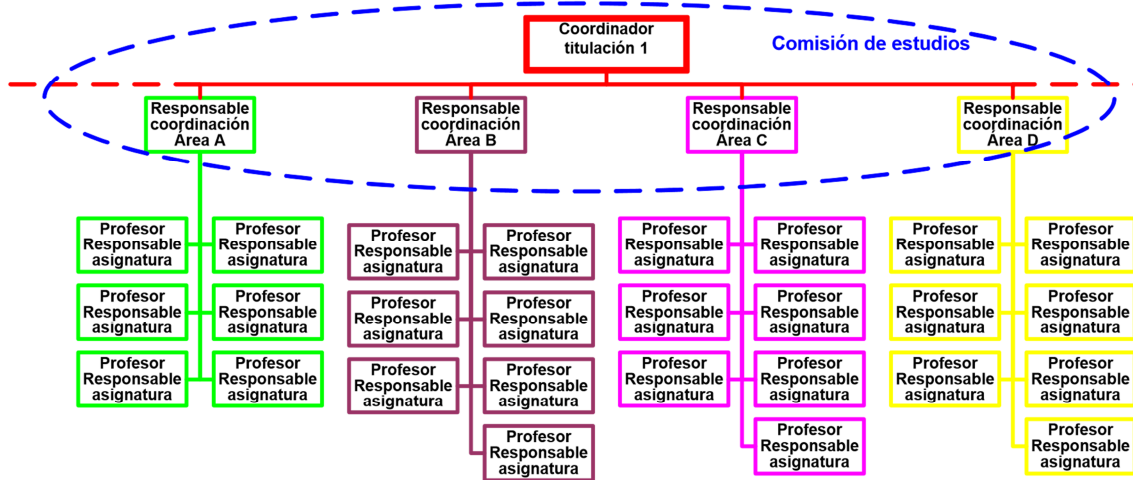 Coordinador
titulación 1
Comisión de estudios
Responsable
coordinación
Área A
Responsable
coordinación
Área B
Responsable
coordinación
Área C
Responsable
coordinación
Área D
Profesor
Responsable
asignatura
Profesor
Responsable
asignatura
Profesor
Responsable
asignatura
Profesor
Responsable
asignatura
Profesor
Responsable
asignatura
Profesor
Responsable
asignatura
Profesor
Responsable
asignatura
Profesor
Responsable
asignatura
Profesor
Responsable
asignatura
Profesor
Responsable
asignatura
Profesor
Responsable
asignatura
Profesor
Responsable
asignatura
Profesor
Responsable
asignatura
Profesor
Responsable
asignatura
Profesor
Responsable
asignatura
Profesor
Responsable
asignatura
Profesor
Responsable
asignatura
Profesor
Responsable
asignatura
Profesor
Responsable
asignatura
Profesor
Responsable
asignatura
Profesor
Responsable
asignatura
Profesor
Responsable
asignatura
Profesor
Responsable
asignatura
Profesor
Responsable
asignatura
Profesor
Responsable
asignatura
Profesor
Responsable
asignatura
Profesor
Responsable
asignatura